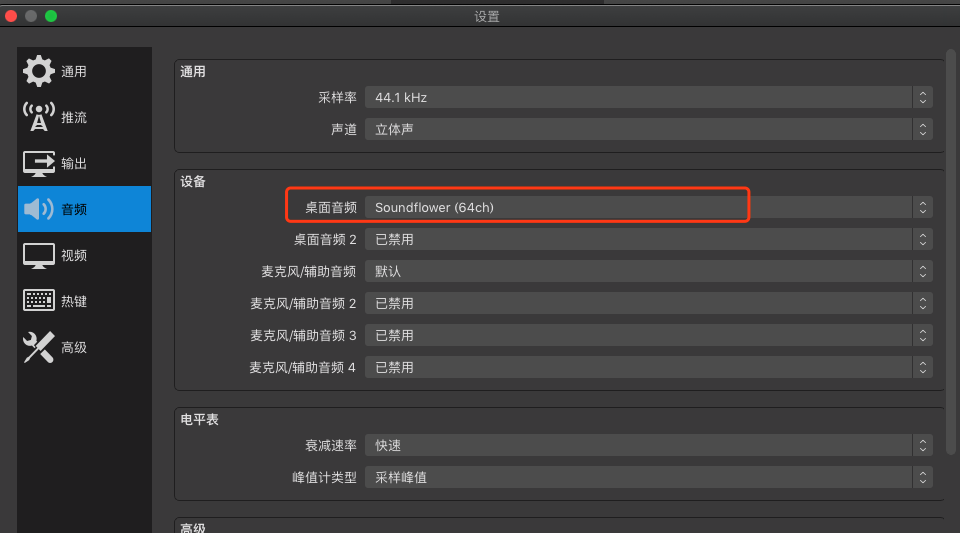 设置
通用
推流
输出
音频
视频
热键
高级
通用
采样率 44.1 kHz
声道 立体声
设备
桌面音频 Soundflower (64ch)
桌面音频 2 已禁用
麦克风/辅助音频 默认
麦克风/辅助音频 2 已禁用
麦克风/辅助音频 3 已禁用
麦克风/辅助音频 4 已禁用
电平表
衰减速率 快速
峰值计类型 采样峰值
高级